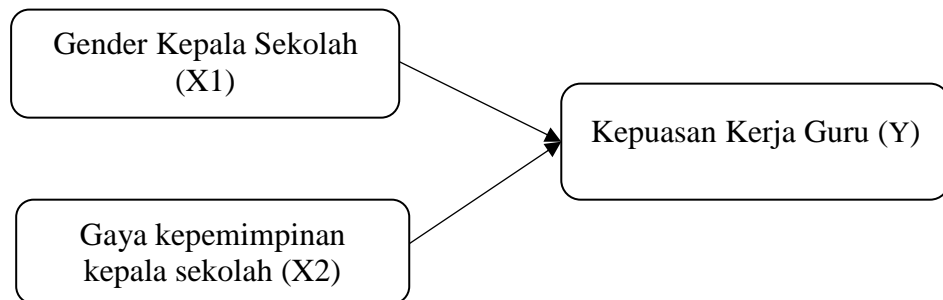 Gender Kepala Sekolah
(X1)
Kepuasan Kerja Guru (Y)
Gaya kepemimpinan
kepala sekolah (X2)